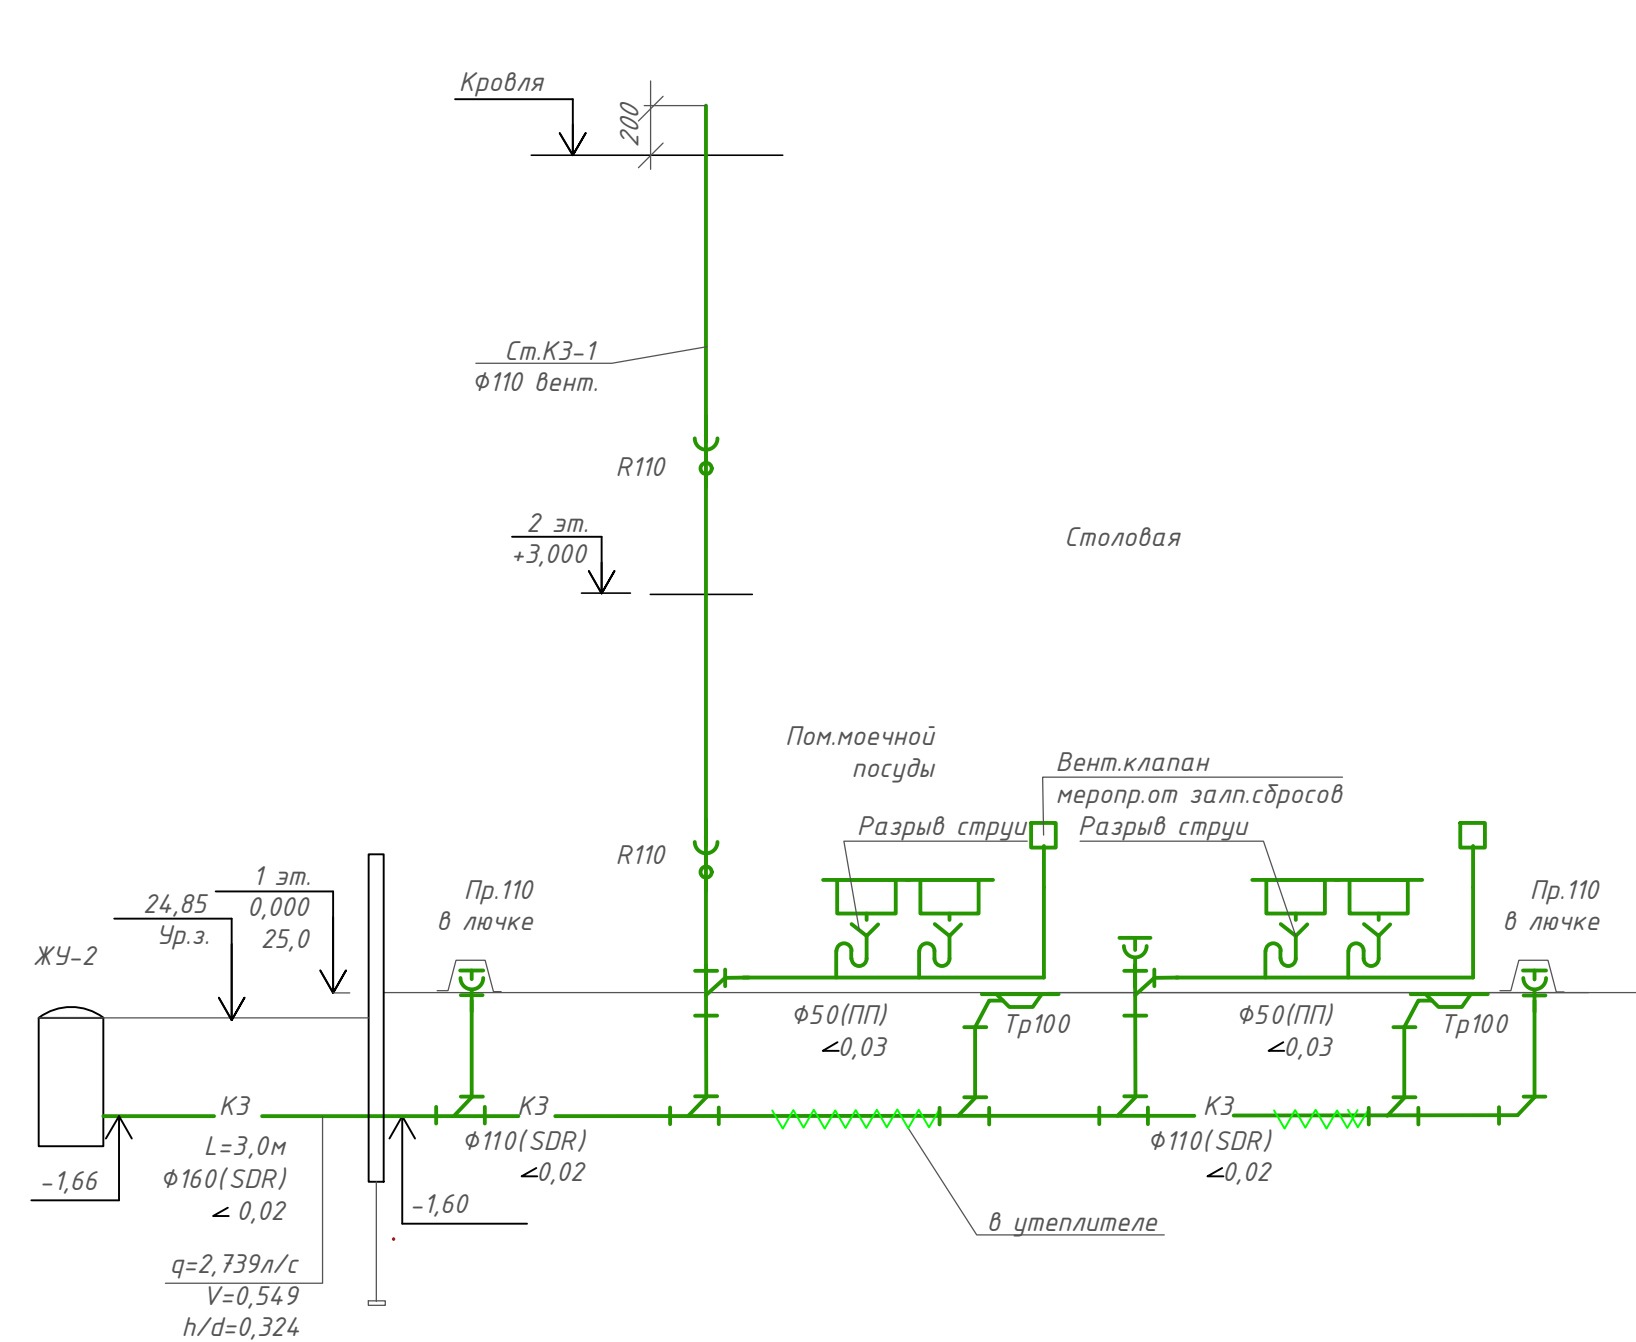 Кровля
200
Ст.К3-1
Ф110 вент.
R110
2 эт.
+3,000
Столовая
Пом.моечной
посуды
Вент.клапан
меропр.от залп.сбросов
Разрыв струи
Разрыв струи
R110
1 эт.
0,000
25,0
24,85
Ур.з.
Пр.110
в лючке
Пр.110
в лючке
ЖУ-2
Ф50(ПП)
∠0,03
Тр100
Ф50(ПП)
∠0,03
Тр100
К3
L=3,0м
Ф160(SDR)
∠ 0,02
К3
Ф110(SDR)
∠0,02
К3
Ф110(SDR)
∠0,02
-1,66
-1,60
в утеплителе
q=2,739л/с
V=0,549
h/d=0,324